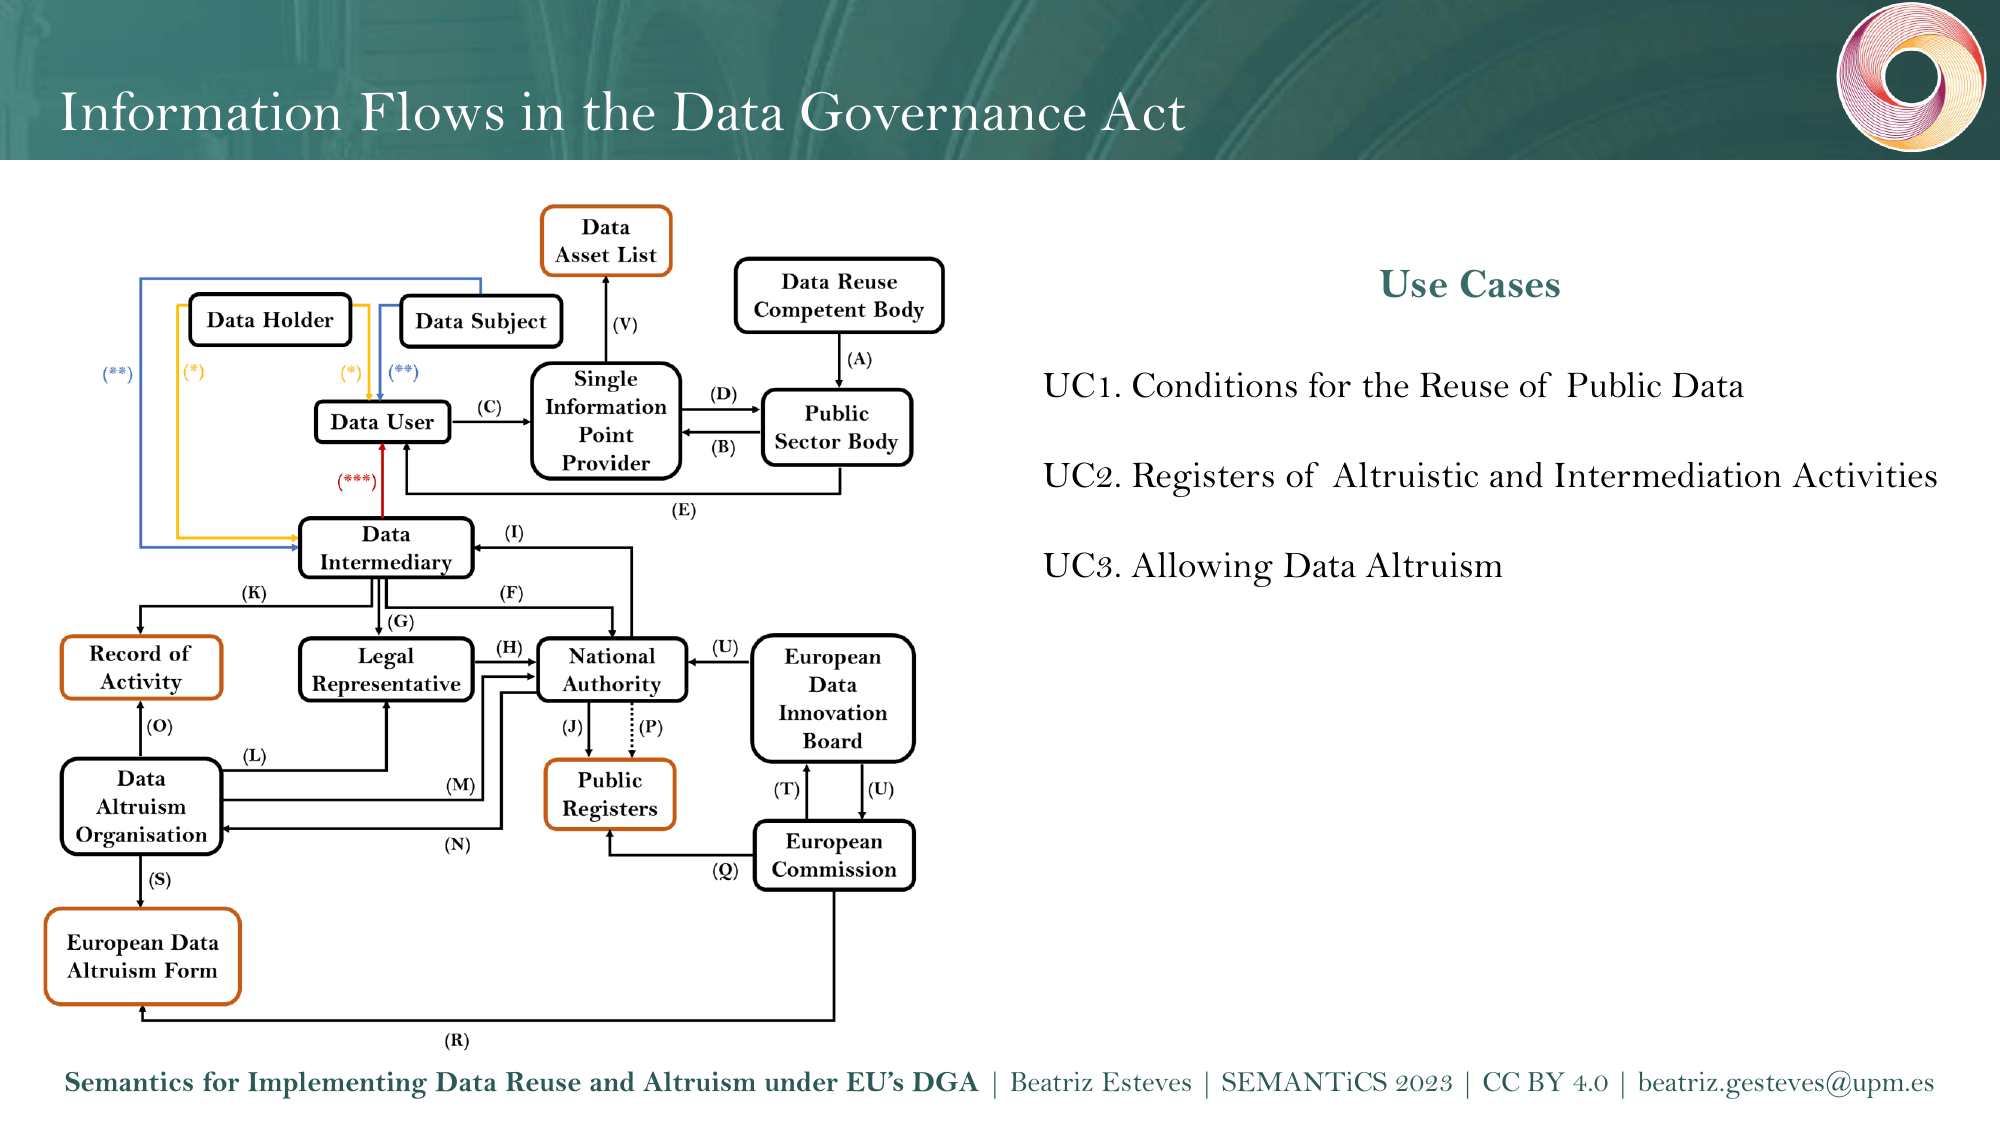 Information Flows in the Data Governance Act
Data
Asset List
Data Reuse
Competent Body
Data Holder
Data Subject
(V)
(A)
(**)
(*)
(*)
(**)
Single
Information
Point
Provider
(D)
(B)
Public
Sector Body
Data User
(C)
(***)
(E)
Data
Intermediary
(I)
(K)
(G)
(F)
Record of
Activity
Legal
Representative
(H)
National
Authority
(U)
European
Data
Innovation
Board
(O)
(L)
(J)
(P)
(M)
Data
Altruism
Organisation
Public
Registers
(T)
(U)
(N)
(Q)
European
Commission
(S)
European Data
Altruism Form
(R)
Use Cases
UC1. Conditions for the Reuse of Public Data
UC2. Registers of Altruistic and Intermediation Activities
UC3. Allowing Data Altruism
Semantics for Implementing Data Reuse and Altruism under EU's DGA | Beatriz Esteves | SEMANTiCS 2023 | CC BY 4.0 | beatriz.gesteves@upm.es